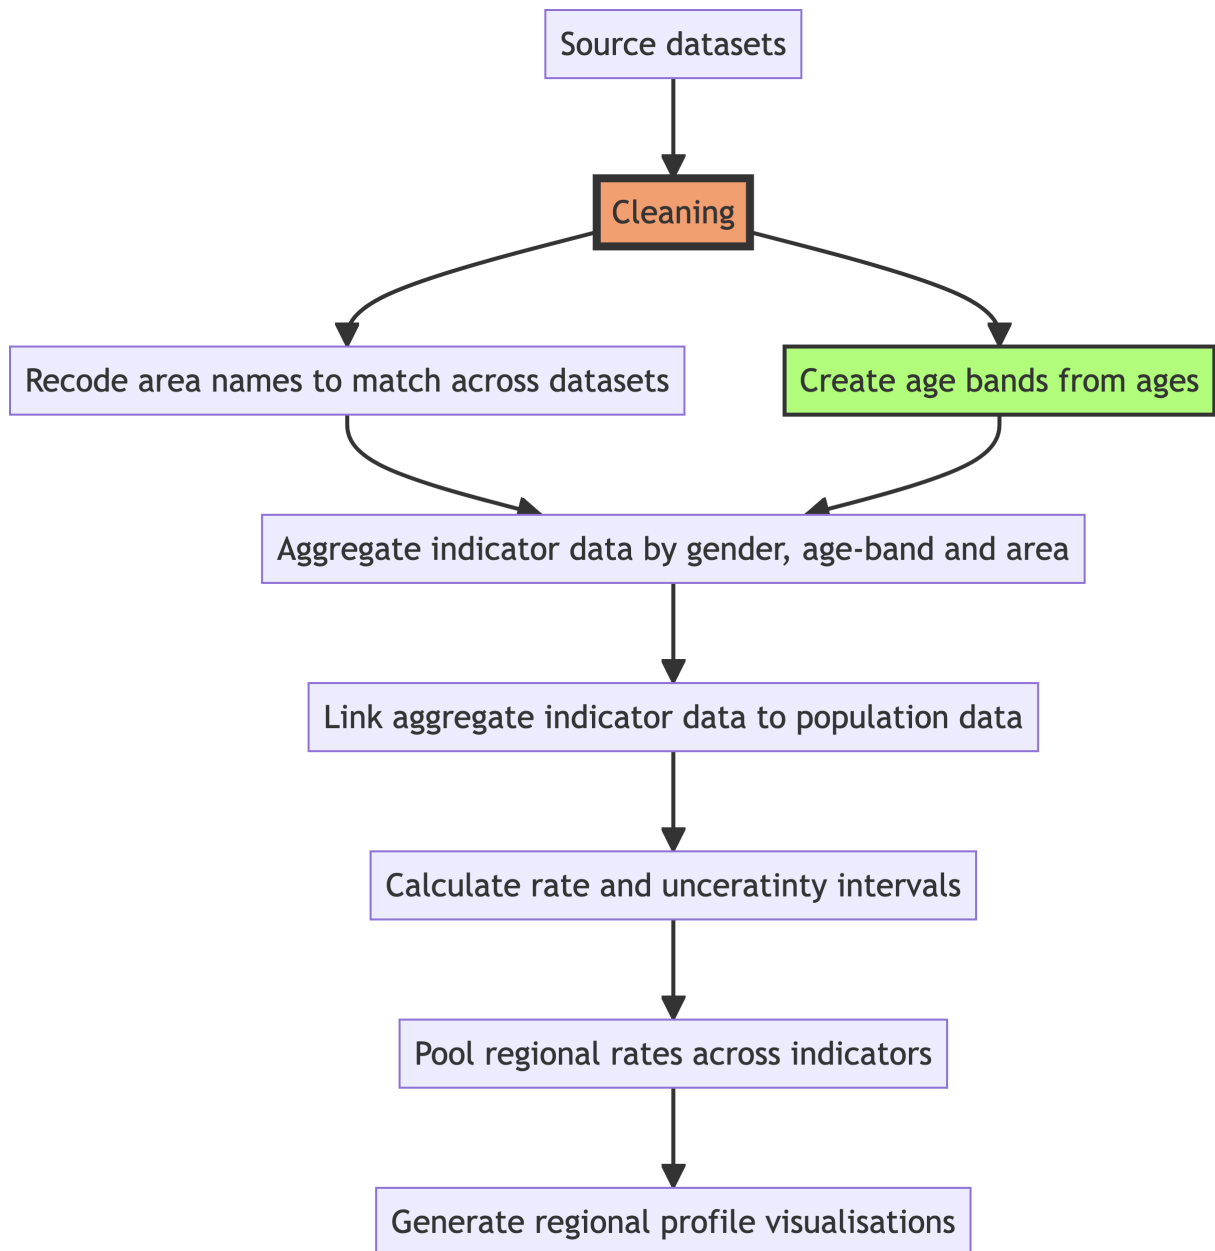 Source datasets
Cleaning
Recode area names to match across datasets
Create age bands from ages
Aggregate indicator data by gender, age-band and area
Link aggregate indicator data to population data
Calculate rate and unceratinty intervals
Pool regional rates across indicators
Generate regional profile visualisations